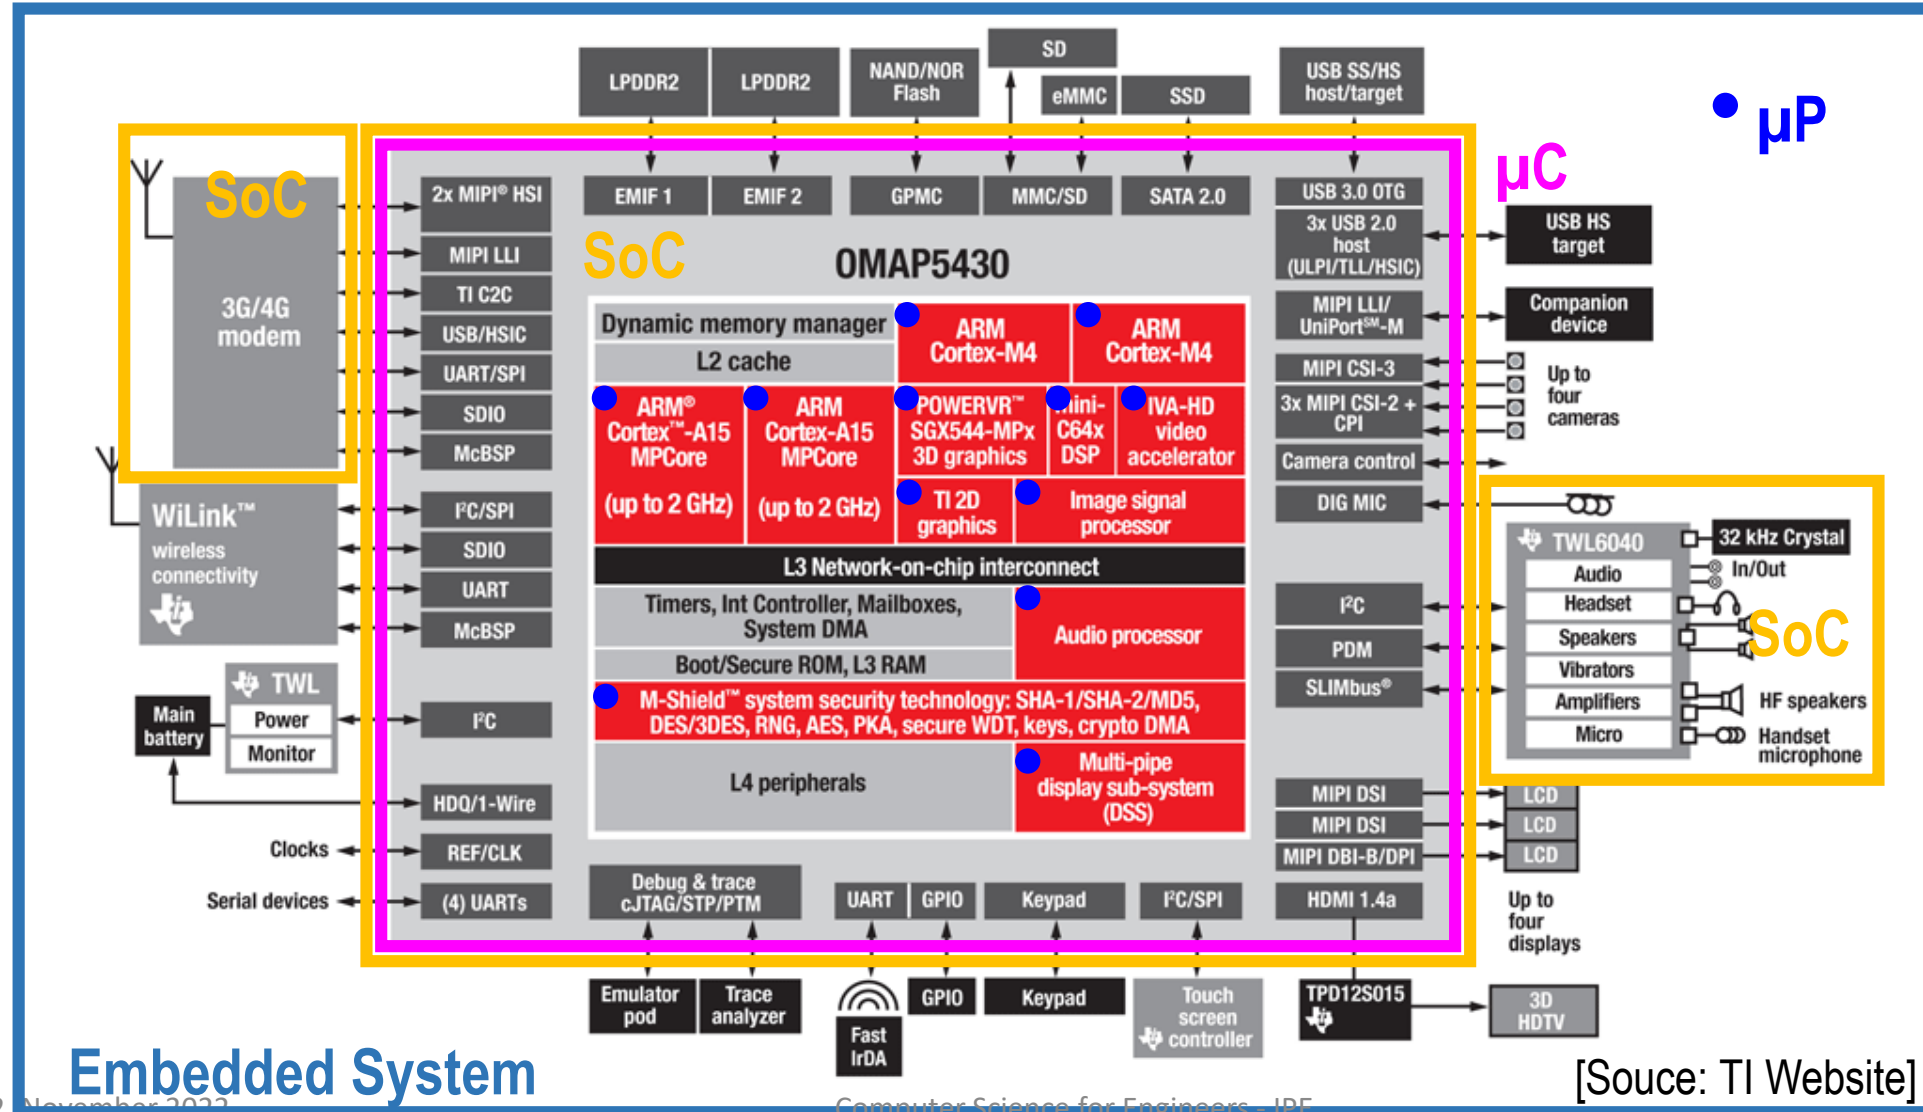 SD
LPDDR2
LPDDR2
NAND/NOR
Flash
eMMC
SSD
USB SS/HS
host/target
• µP
µC
SoC
SoC
2x MIPI® HSI
EMIF 1
EMIF 2
GPMC
MMC/SD
SATA 2.0
USB 3.0 OTG
3x USB 2.0
host
(ULPI/TLL/HSIC)
USB HS
target
MIPI LLI
OMAP5430
TI C2C
3G/4G
modem
USB/HSIC
UART/SPI
SDIO
McBSP
MIPI LLI/
UniPort℠-M
Companion
device
Dynamic memory manager
L2 cache
ARM
Cortex-M4
ARM
Cortex-M4
MIPI CSI-3
3x MIPI CSI-2 +
CPI
Up to
four
cameras
ARM®
Cortex™-A15
MPCore
(up to 2 GHz)
ARM
Cortex-A15
MPCore
(up to 2 GHz)
POWERVR™
SGX544-MPx
3D graphics
mini-
C64x
DSP
IVA-HD
video
accelerator
Camera control
TI 2D
graphics
Image signal
processor
DIG MIC
WiLink™
wireless
connectivity
I²C/SPI
SDIO
UART
McBSP
L3 Network-on-chip interconnect
TWL6040
32 kHz Crystal
Audio
In/Out
Headset
Speakers
SoC
Vibrators
Amplifiers
HF speakers
Micro
Handset
microphone
Timers, Int Controller, Mailboxes,
System DMA
Audio processor
I²C
PDM
SLIMbus®
Boot/Secure ROM, L3 RAM
M-Shield™ system security technology: SHA-1/SHA-2/MD5,
DES/3DES, RNG, AES, PKA, secure WDT, keys, crypto DMA
TWL
Main
battery
Power
Monitor
I²C
L4 peripherals
Multi-pipe
display sub-system
(DSS)
HDQ/1-Wire
MIPI DSI
LCD
MIPI DSI
LCD
MIPI DBI-B/DPI
LCD
Clocks
REF/CLK
Serial devices
(4) UARTs
Debug & trace
cJTAG/STP/PTM
UART
GPIO
Keypad
I²C/SPI
HDMI 1.4a
Up to
four
displays
Emulator
pod
Trace
analyzer
Fast
IrDA
GPIO
Keypad
Touch
screen
controller
TPD12S015
3D
HDTV
Embedded System
[Souce: TI Website]
November 2022
Computer Science for Engineers - IPE